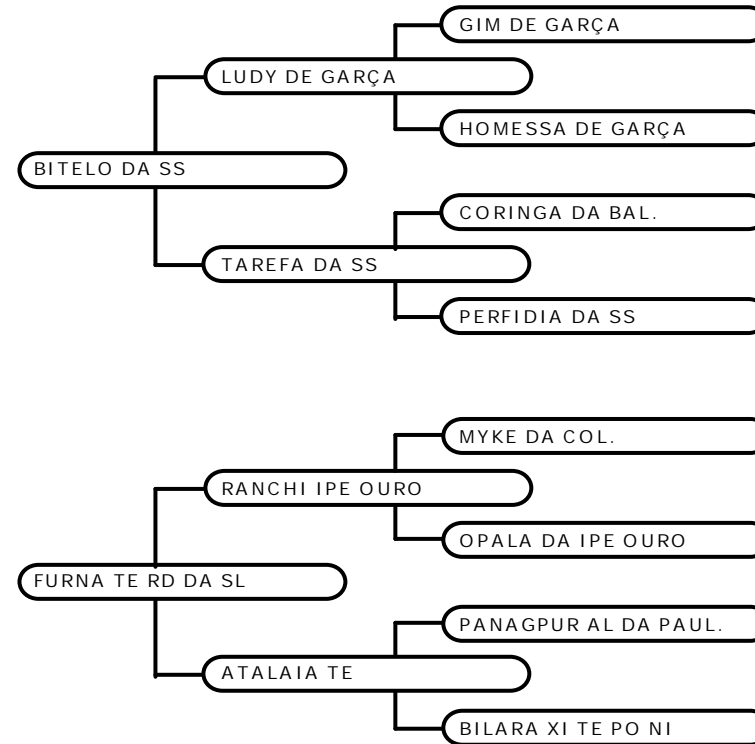 GIM DE GARÇA
LUDY DE GARÇA
HOMESSA DE GARÇA
BITELO DA SS
CORINGA DA BAL.
TAREFA DA SS
PERFIDIA DA SS
MYKE DA COL.
RANCHI IPE OURO
OPALA DA IPE OURO
FURNA TE RD DA SL
PANAGPUR AL DA PAUL.
ATALAIA TE
BILARA XI TE PO NI